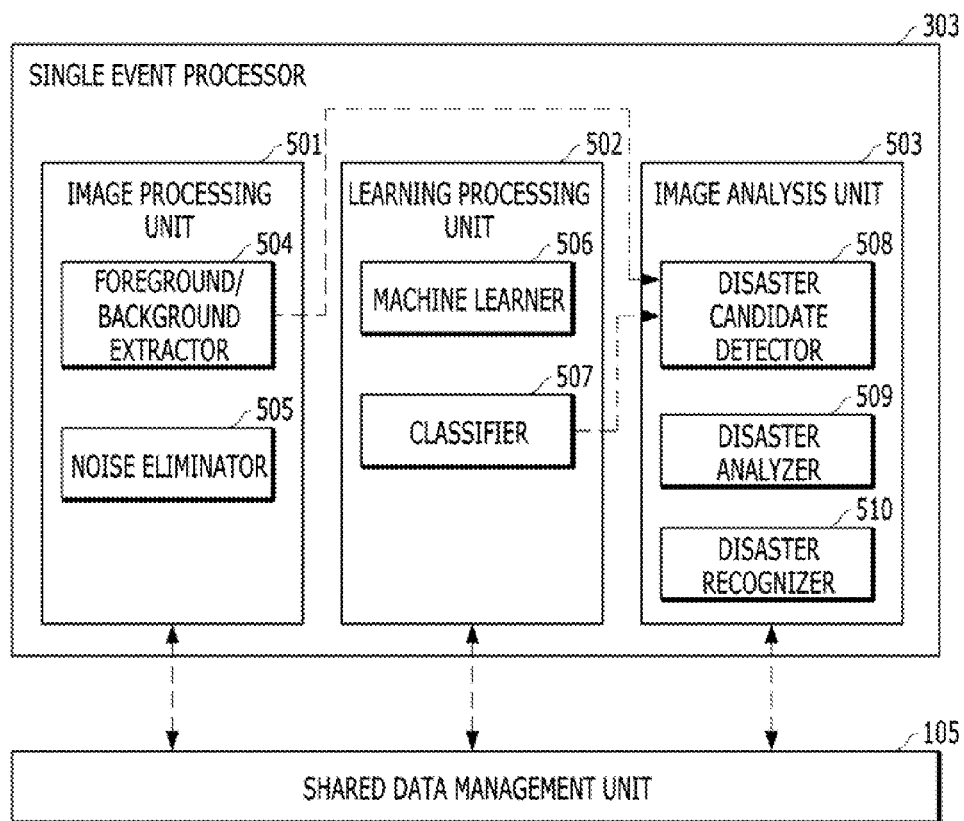 303
SINGLE EVENT PROCESSOR
501
IMAGE PROCESSING
UNIT
504
FOREGROUND/
BACKGROUND
EXTRACTOR
505
NOISE ELIMINATOR
502
LEARNING PROCESSING
UNIT
506
MACHINE LEARNER
507
CLASSIFIER
503
IMAGE ANALYSIS UNIT
508
DISASTER
CANDIDATE
DETECTOR
509
DISASTER
ANALYZER
510
DISASTER
RECOGNIZER
105
SHARED DATA MANAGEMENT UNIT